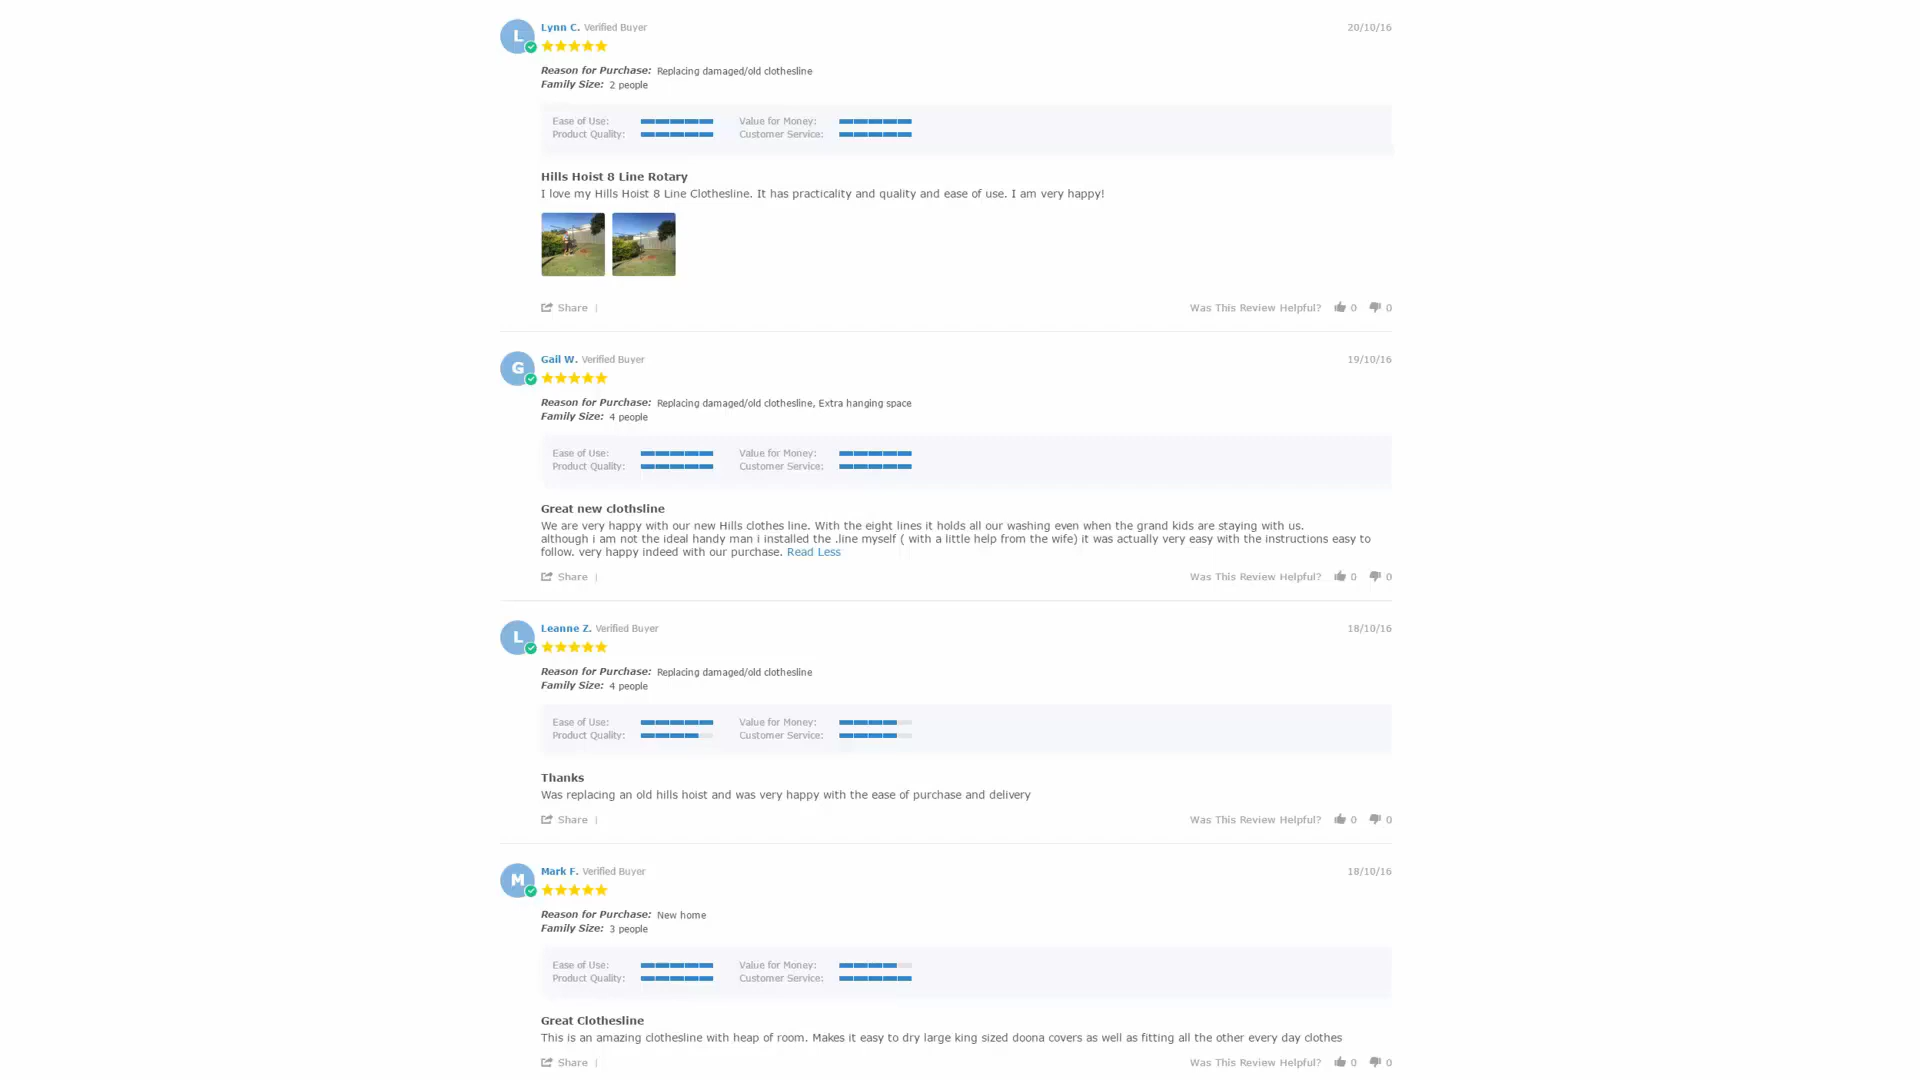 L
Lynn C. Verified Buyer 20/10/16
Reason for Purchase: Replacing damaged/old clothesline
Family Size: 2 people
Ease of Use: Value for Money:
Product Quality: Customer Service:
Hills Hoist 8 Line Rotary
I love my Hills Hoist 8 Line Clothesline. It has practicality and quality and ease of use. I am very happy!
Share | Was This Review Helpful? 0 0
G
Gail W. Verified Buyer 19/10/16
Reason for Purchase: Replacing damaged/old clothesline, Extra hanging space
Family Size: 4 people
Ease of Use: Value for Money:
Product Quality: Customer Service:
Great new clothsline
We are very happy with our new Hills clothes line. With the eight lines it holds all our washing even when the grand kids are staying with us.
although i am not the ideal handy man i installed the .line myself ( with a little help from the wife) it was actually very easy with the instructions easy to
follow. very happy indeed with our purchase. Read Less
Share | Was This Review Helpful? 0 0
L
Leanne Z. Verified Buyer 18/10/16
Reason for Purchase: Replacing damaged/old clothesline
Family Size: 4 people
Ease of Use: Value for Money:
Product Quality: Customer Service:
Thanks
Was replacing an old hills hoist and was very happy with the ease of purchase and delivery
Share | Was This Review Helpful? 0 0
M
Mark F. Verified Buyer 18/10/16
Reason for Purchase: New home
Family Size: 3 people
Ease of Use: Value for Money:
Product Quality: Customer Service:
Great Clothesline
This is an amazing clothesline with heap of room. Makes it easy to dry large king sized doona covers as well as fitting all the other every day clothes
Share | Was This Review Helpful? 0 0